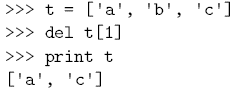 >>> t = ['a', 'b', 'c']
>>> del t[1]
>>> print t
['a', 'c']